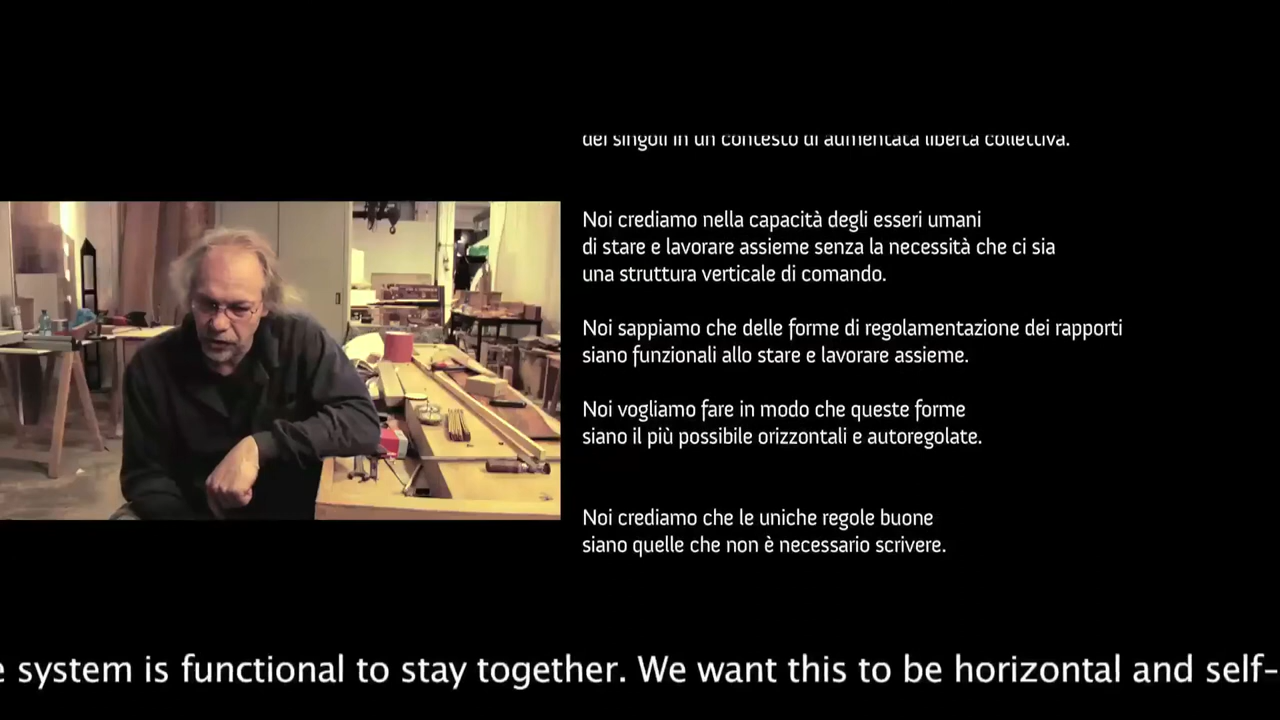 dei singoli in un contesto di aumentata libertà collettiva.
Noi crediamo nella capacità degli esseri umani
di stare e lavorare assieme senza la necessità che ci sia
una struttura verticale di comando.
Noi sappiamo che delle forme di regolamentazione dei rapporti
siano funzionali allo stare e lavorare assieme.
Noi vogliamo fare in modo che queste forme
siano il più possibile orizzontali e autoregolate.
Noi crediamo che le uniche regole buone
siano quelle che non è necessario scrivere.
e system is functional to stay together. We want this to be horizontal and self-